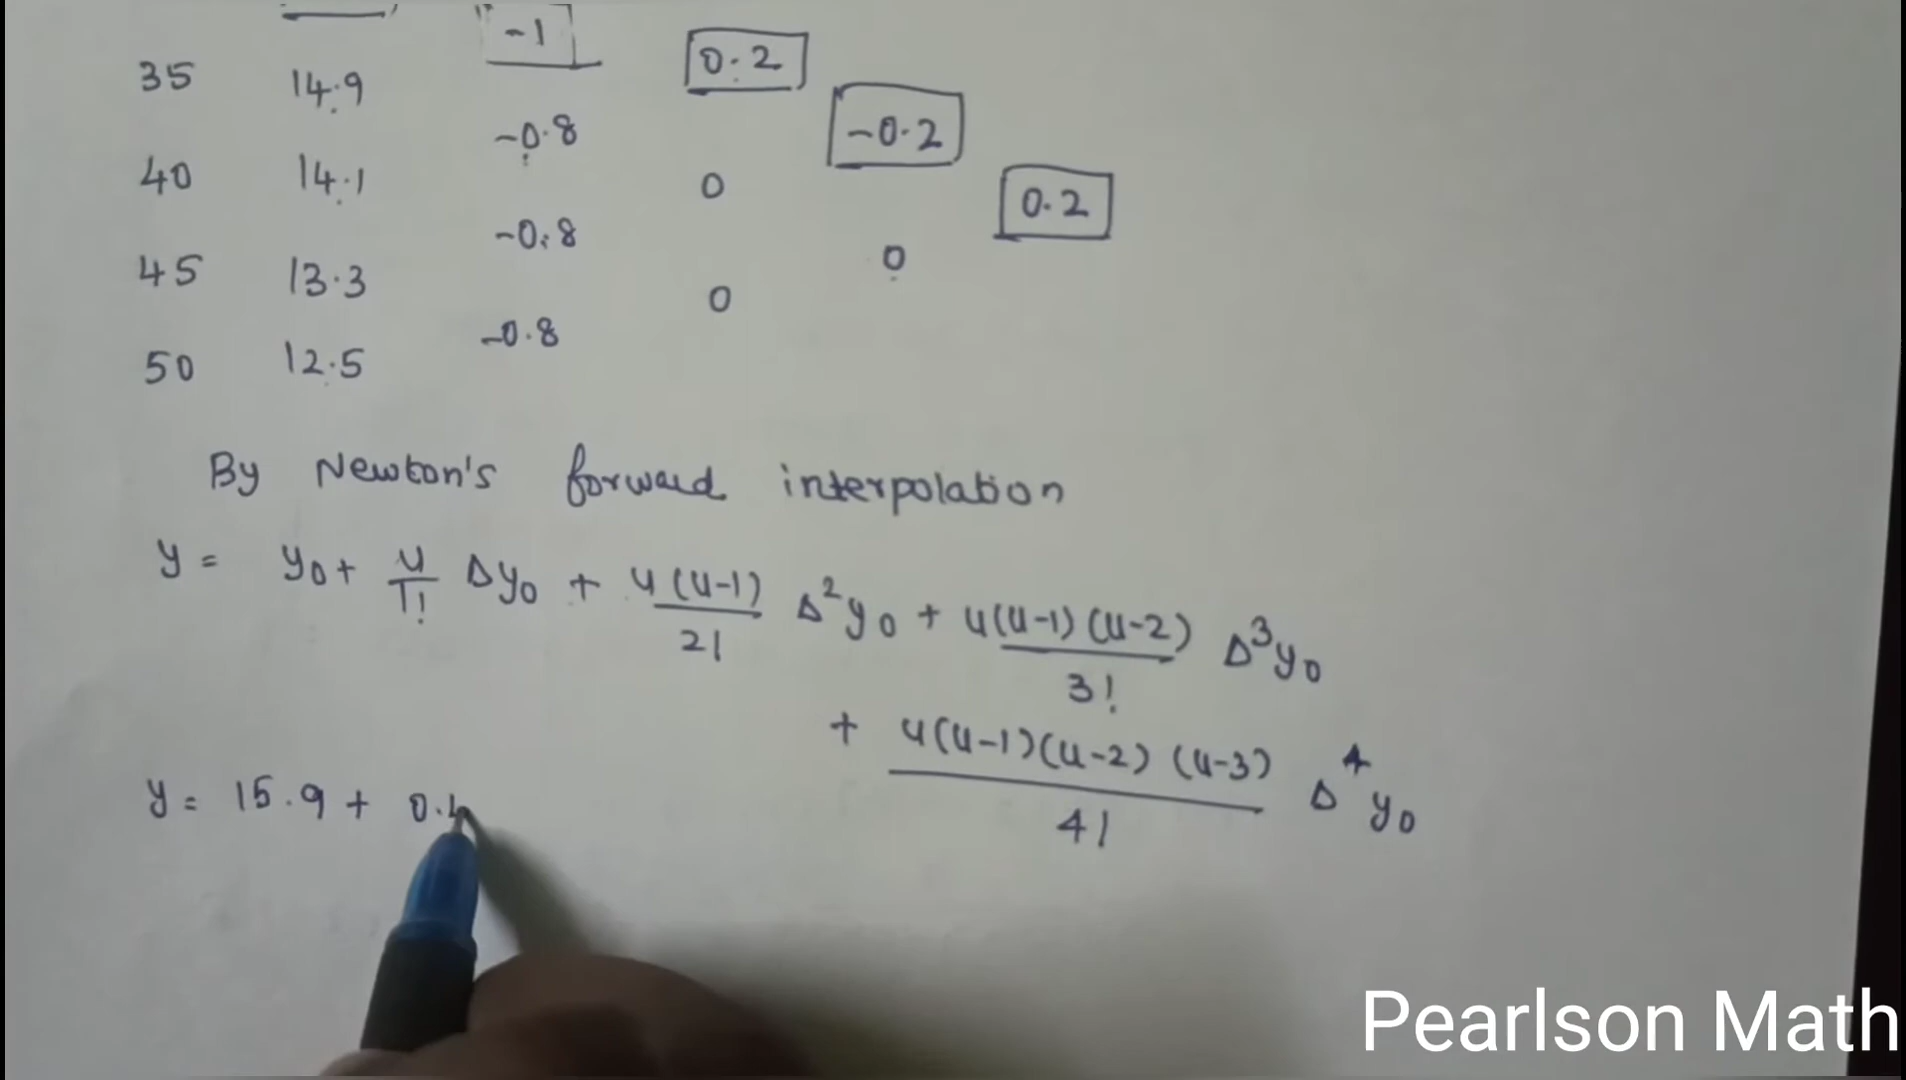 -1
0.2
35 14.9
-0.2
-0.8
40 14.1 0 0.2
-0.8
0
45 13.3 0
-0.8
50 12.5
By Newton's forward interpolation
y = y0 + u/1! Δy0 + u(u-1)/2! Δ²y0 + u(u-1)(u-2)/3! Δ³y0
+ u(u-1)(u-2)(u-3)/4! Δ⁴y0
y = 15.9 + 0.
Pearlson Math